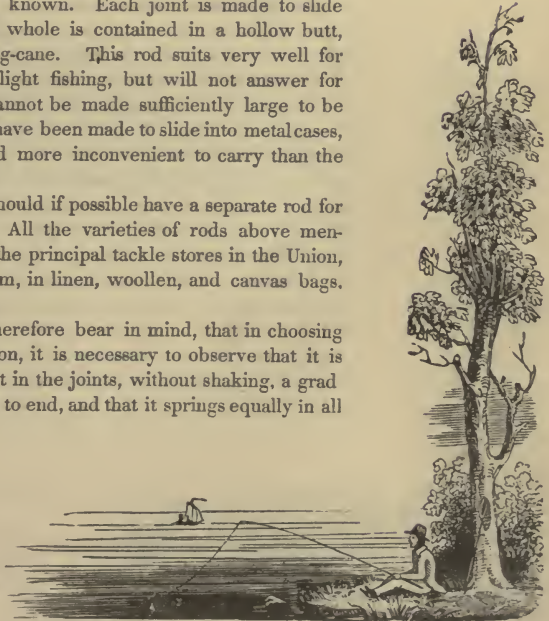 known. Each joint is made to slide
whole is contained in a hollow butt,
g-cane. This rod suits very well for
light fishing, but will not answer for
annot be made sufficiently large to be
have been made to slide into metal cases,
d more inconvenient to carry than the
hould if possible have a separate rod for
All the varieties of rods above men-
he principal tackle stores in the Union,
m, in linen, woollen, and canvas bags.
herefore bear in mind, that in choosing
on, it is necessary to observe that it is
t in the joints, without shaking, a grad
to end, and that it springs equally in all